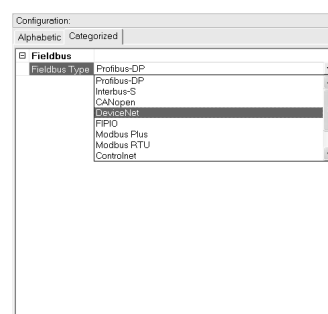 Configuration:
Alphabetic Categorized
Fieldbus
Fieldbus Type Profibus-DP
Profibus-DP
Interbus-S
CANopen
DeviceNet
FIPIO
Modbus Plus
Modbus RTU
Controlnet